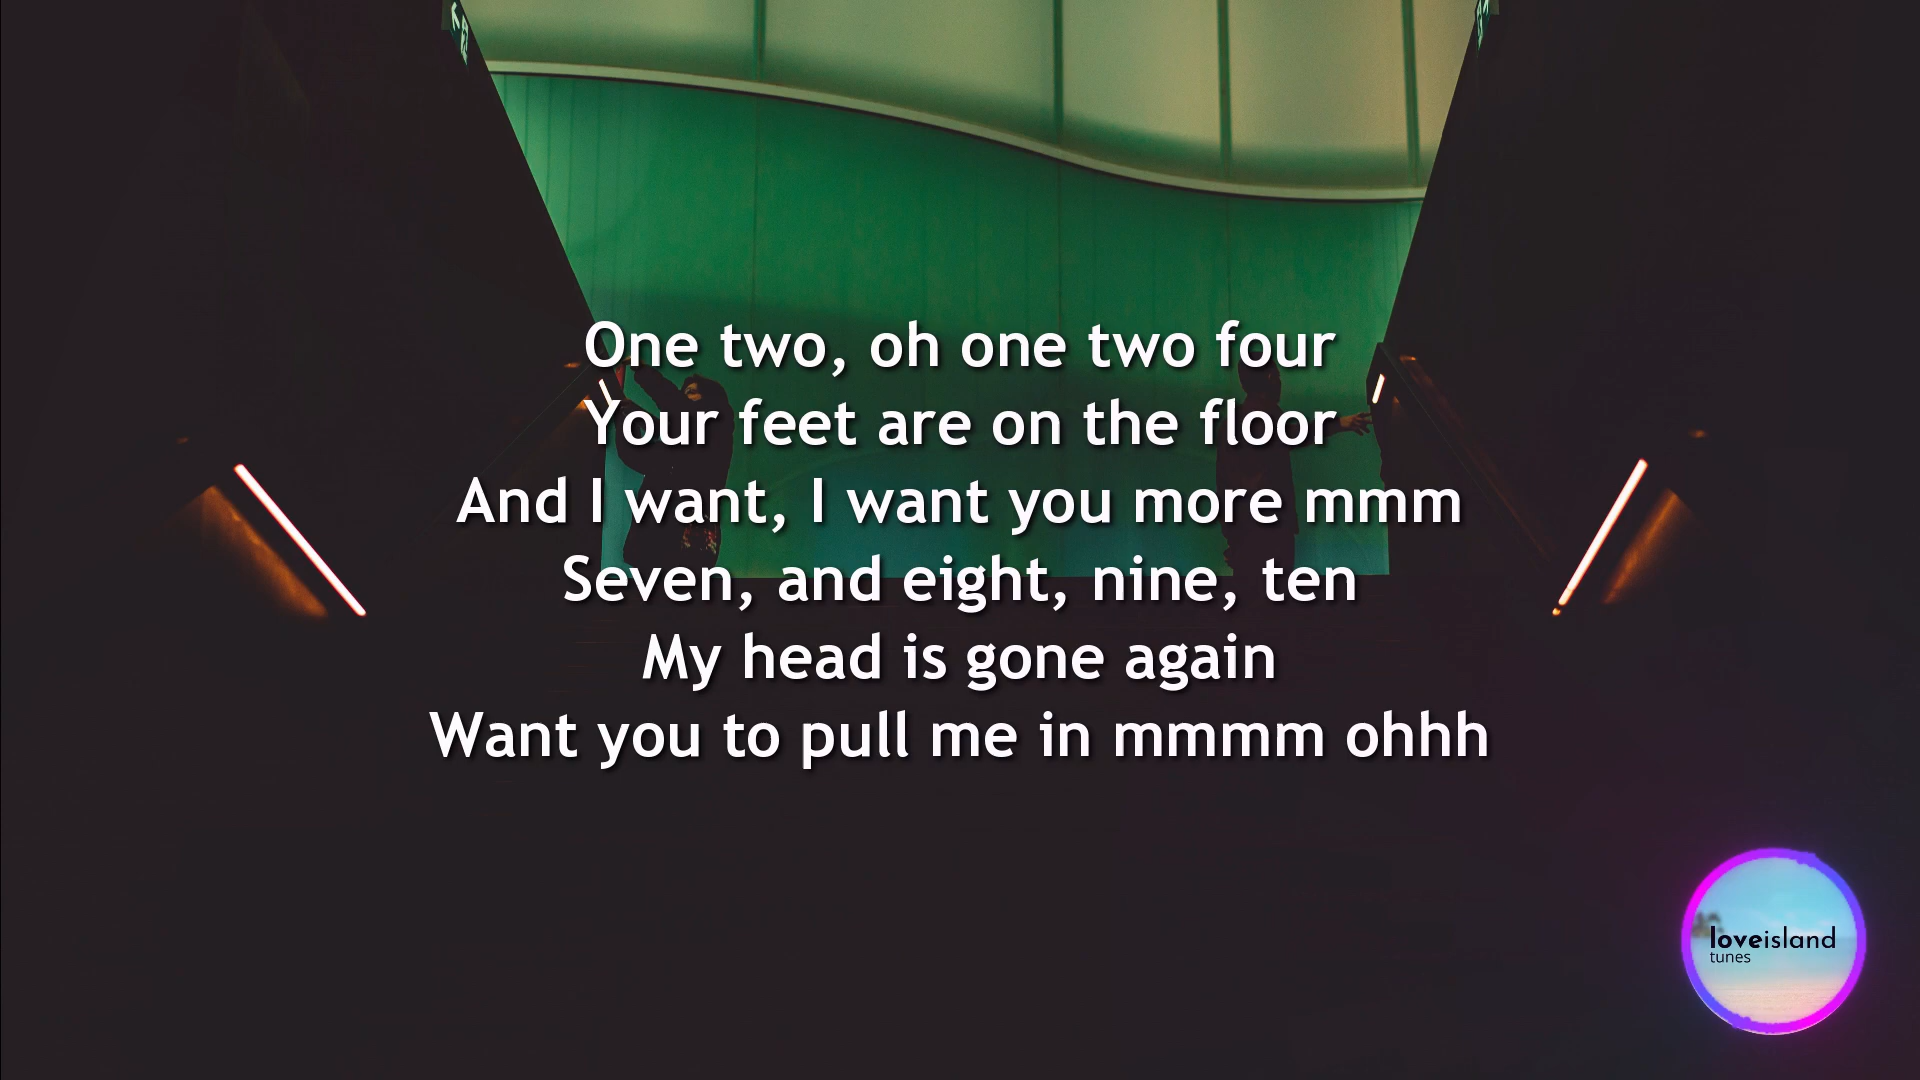 One two, oh one two four
Your feet are on the floor
And I want, I want you more mmm
Seven, and eight, nine, ten
My head is gone again
Want you to pull me in mmmm ohhh
loveisland
tunes